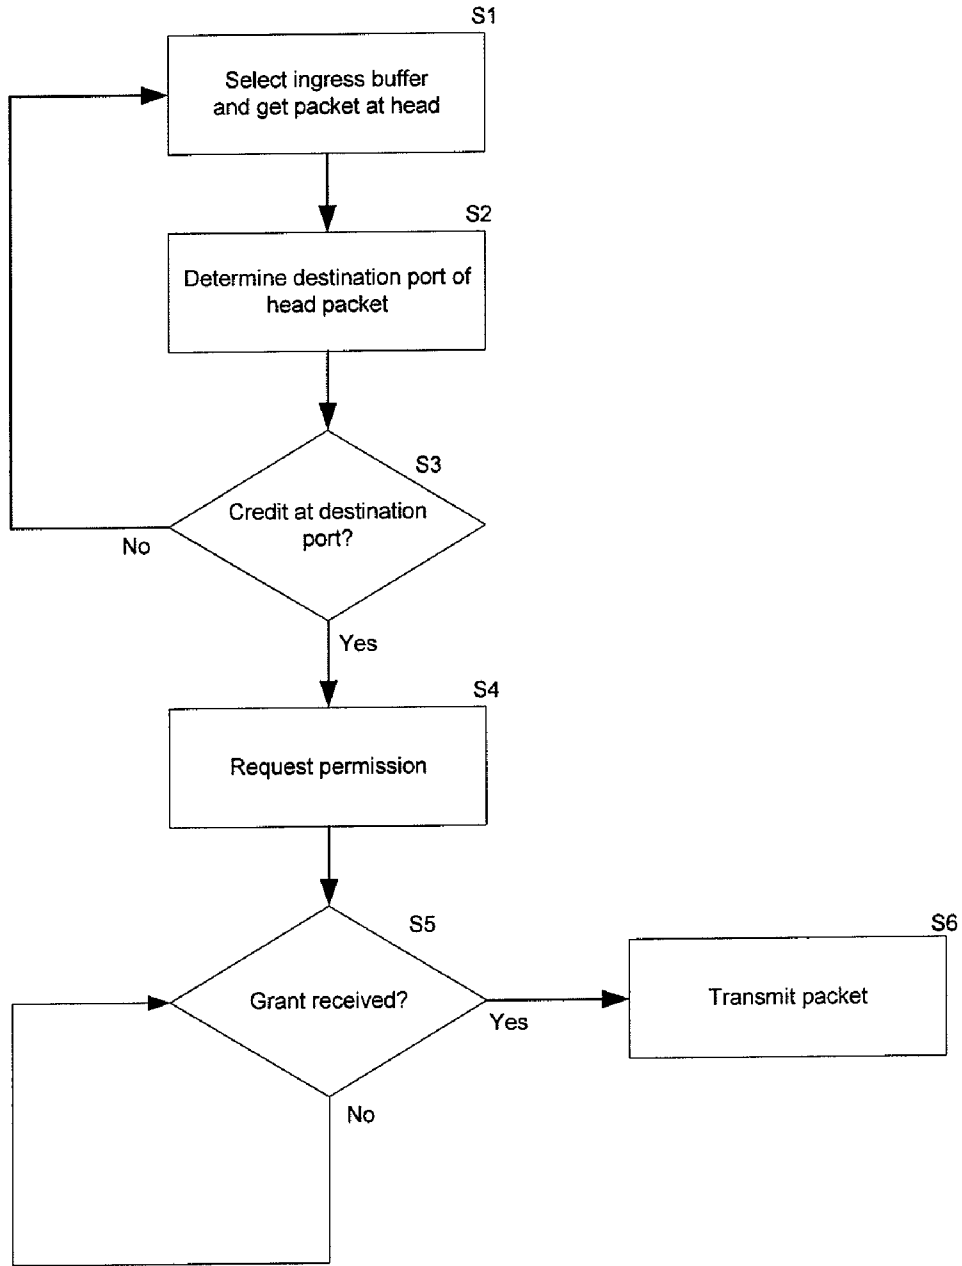 S1
Select ingress buffer
and get packet at head
S2
Determine destination port of
head packet
S3
Credit at destination
port?
No
Yes
S4
Request permission
S5
Grant received?
Yes
No
S6
Transmit packet